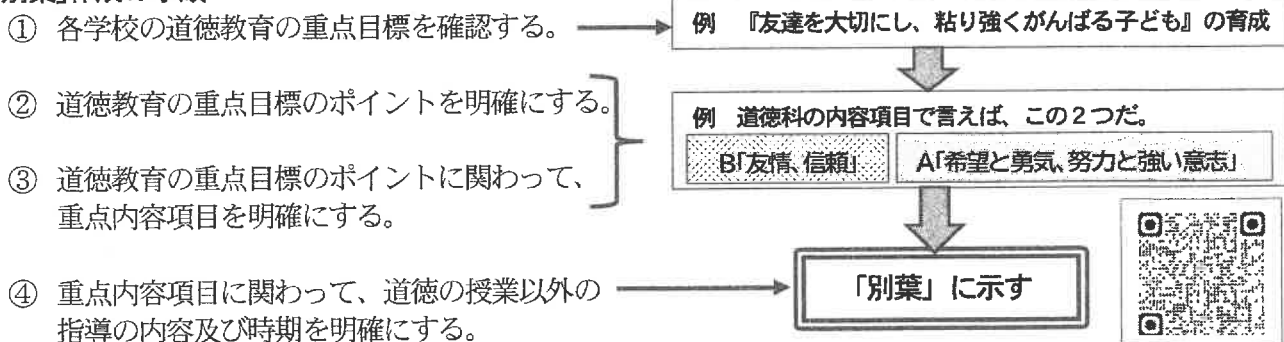 ① 各学校の道徳教育の重点目標を確認する。
例 『友達を大切にし、粘り強くがんばる子ども』の育成
② 道徳教育の重点目標のポイントを明確にする。
③ 道徳教育の重点目標のポイントに関わって、
重点内容項目を明確にする。
例 道徳科の内容項目で言えば、この2つだ。
B「友情、信頼」
A「希望と勇気、努力と強い意志」
④ 重点内容項目に関わって、道徳の授業以外の
指導の内容及び時期を明確にする。
「別葉」に示す